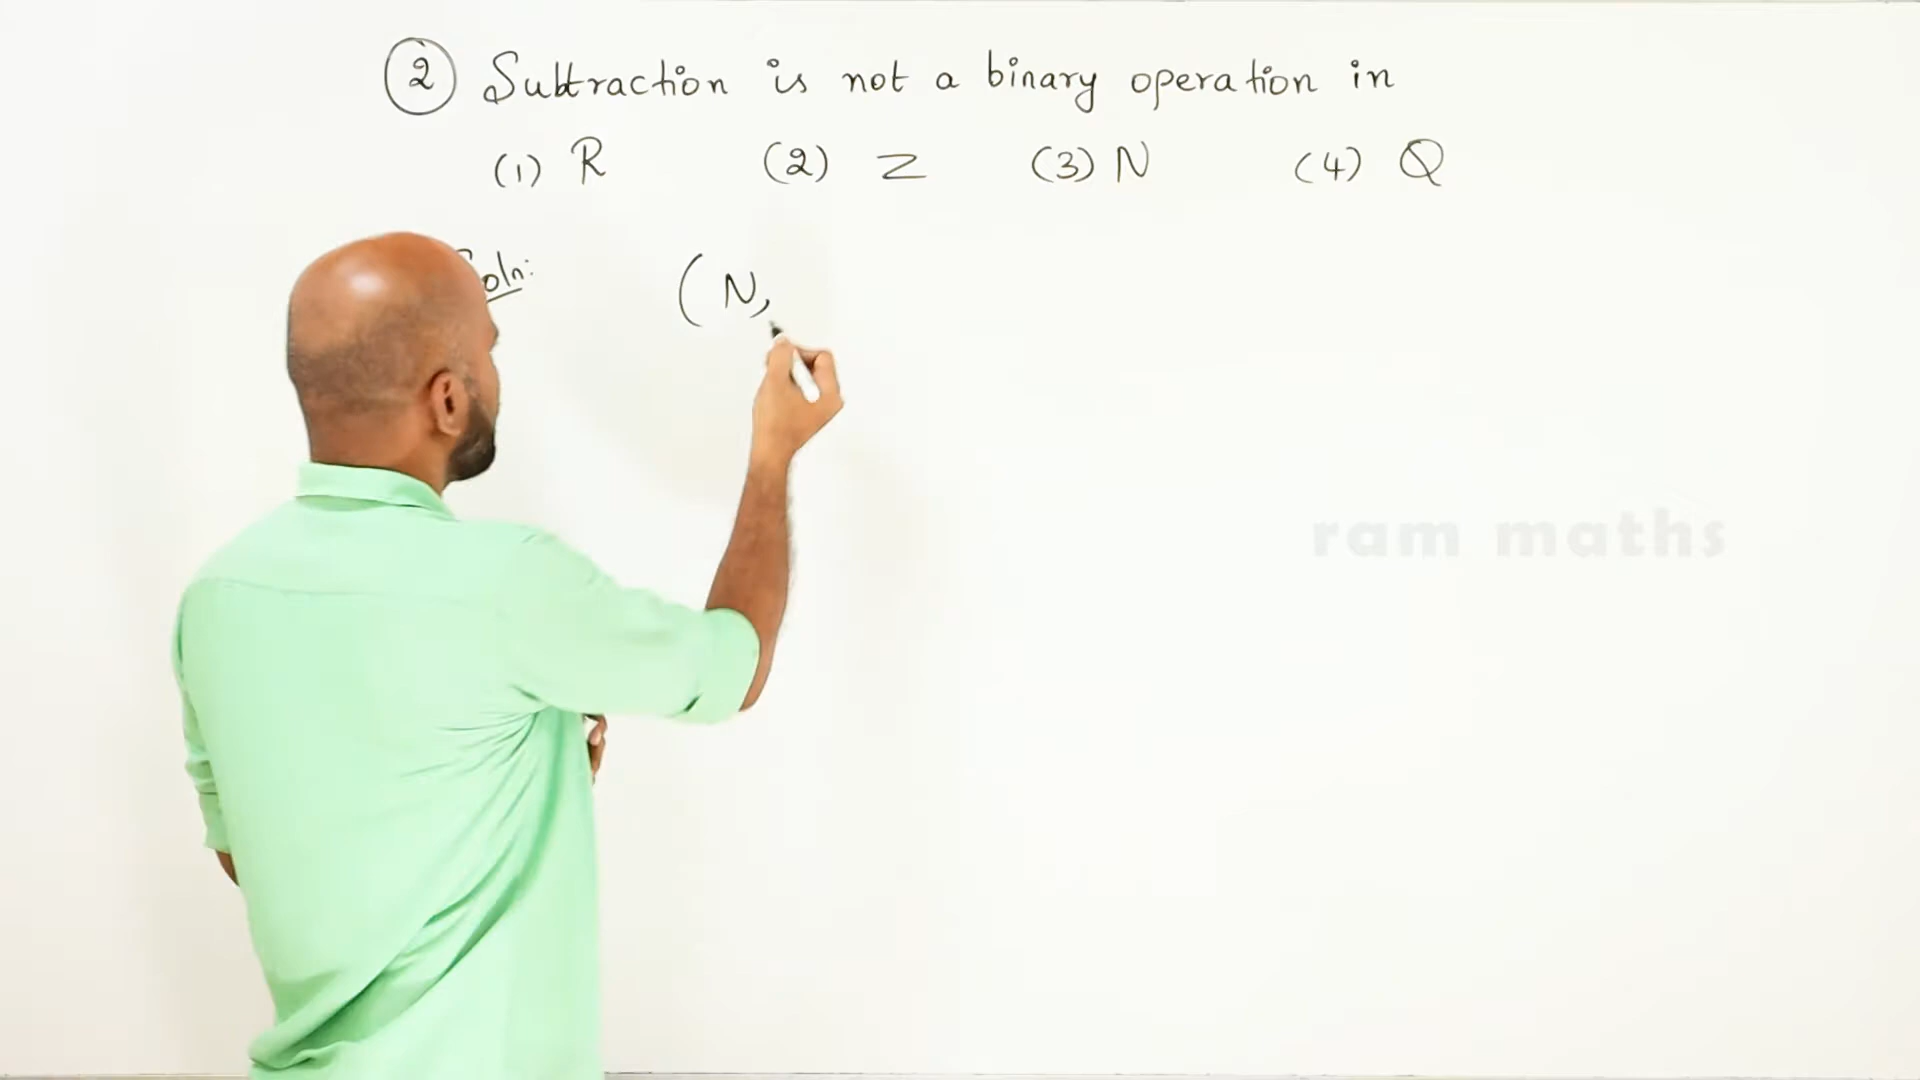 2 Subtraction is not a binary operation in
(1) R (2) Z (3) N (4) Q
Soln: (N,
ram maths